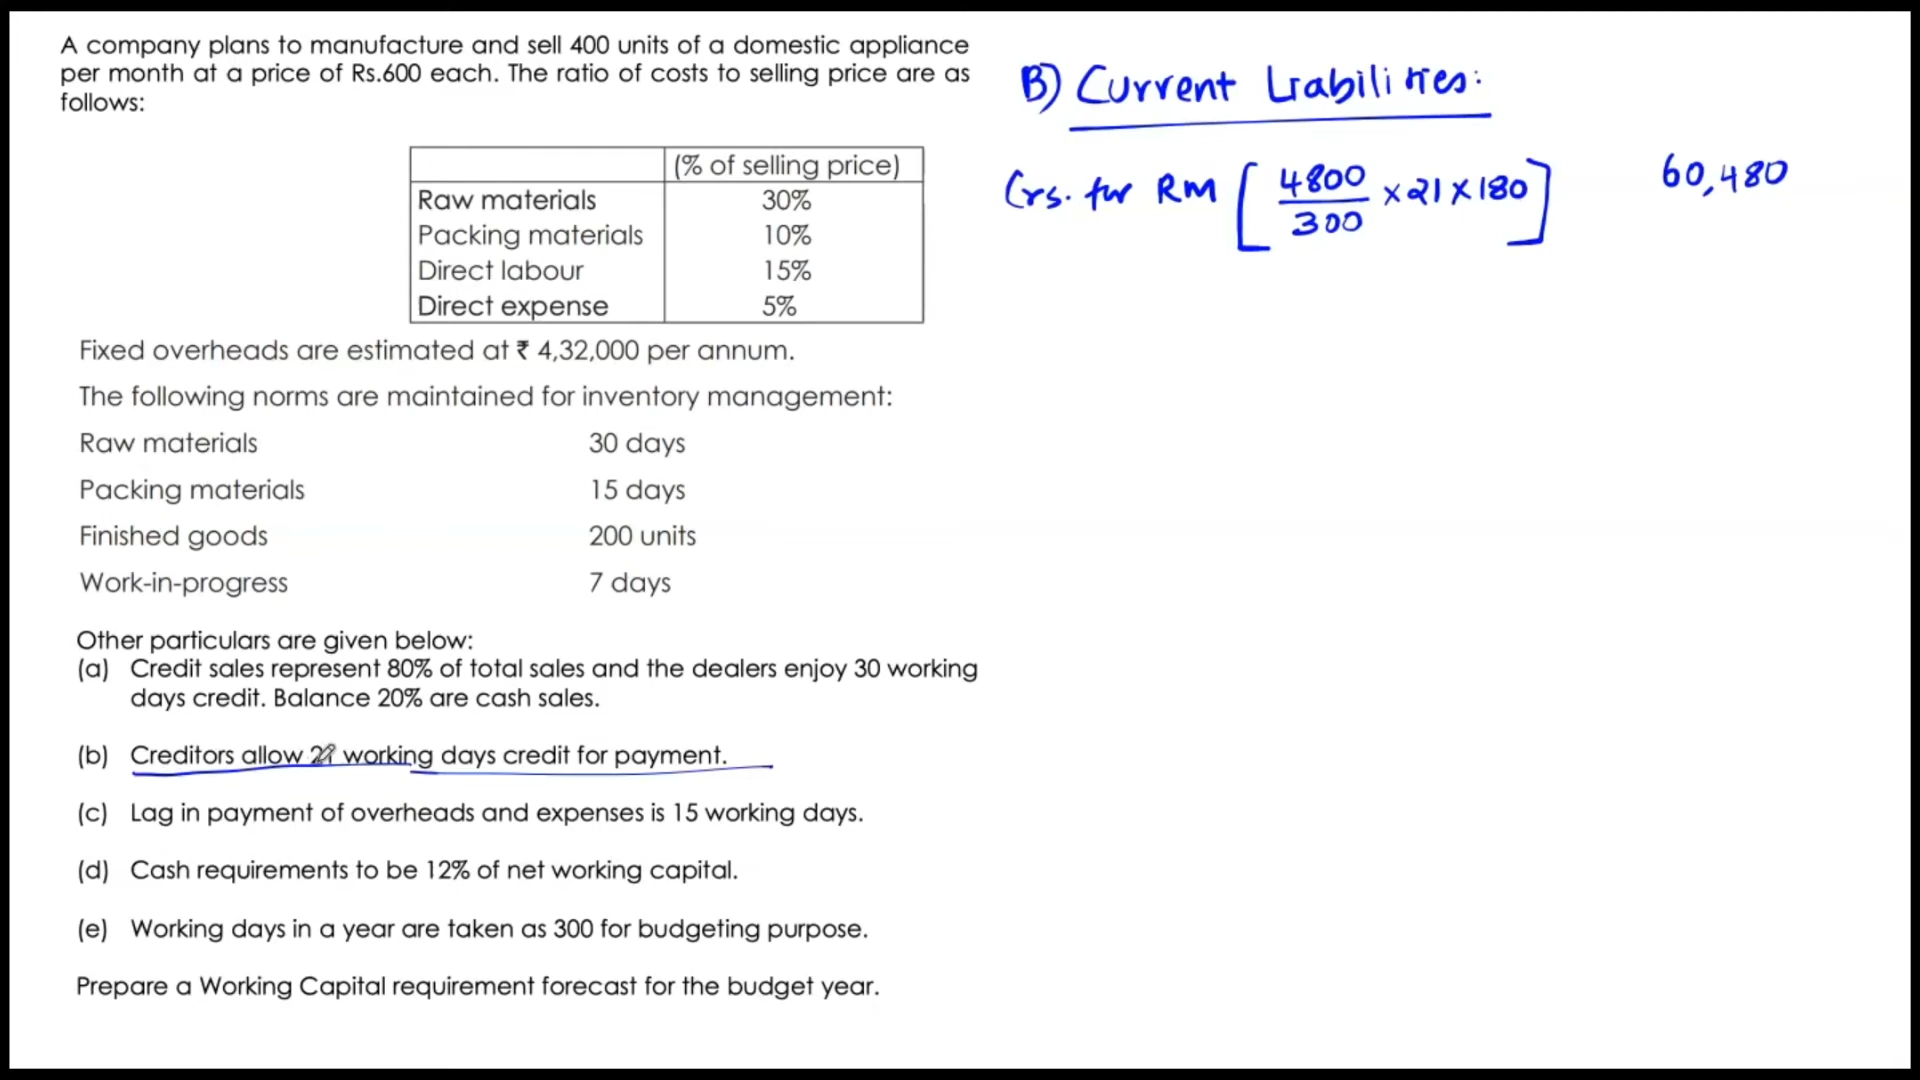 A company plans to manufacture and sell 400 units of a domestic appliance
per month at a price of Rs.600 each. The ratio of costs to selling price are as
follows:
(% of selling price)
Raw materials 30%
Packing materials 10%
Direct labour 15%
Direct expense 5%
Fixed overheads are estimated at ₹ 4,32,000 per annum.
The following norms are maintained for inventory management:
Raw materials 30 days
Packing materials 15 days
Finished goods 200 units
Work-in-progress 7 days
Other particulars are given below:
(a) Credit sales represent 80% of total sales and the dealers enjoy 30 working
days credit. Balance 20% are cash sales.
(b) Creditors allow working days credit for payment.
(c) Lag in payment of overheads and expenses is 15 working days.
(d) Cash requirements to be 12% of net working capital.
(e) Working days in a year are taken as 300 for budgeting purpose.
Prepare a Working Capital requirement forecast for the budget year.
B) Current Liabilities:
Crs. for RM [ 4800 / 300 × 21 × 180 ] 60,480